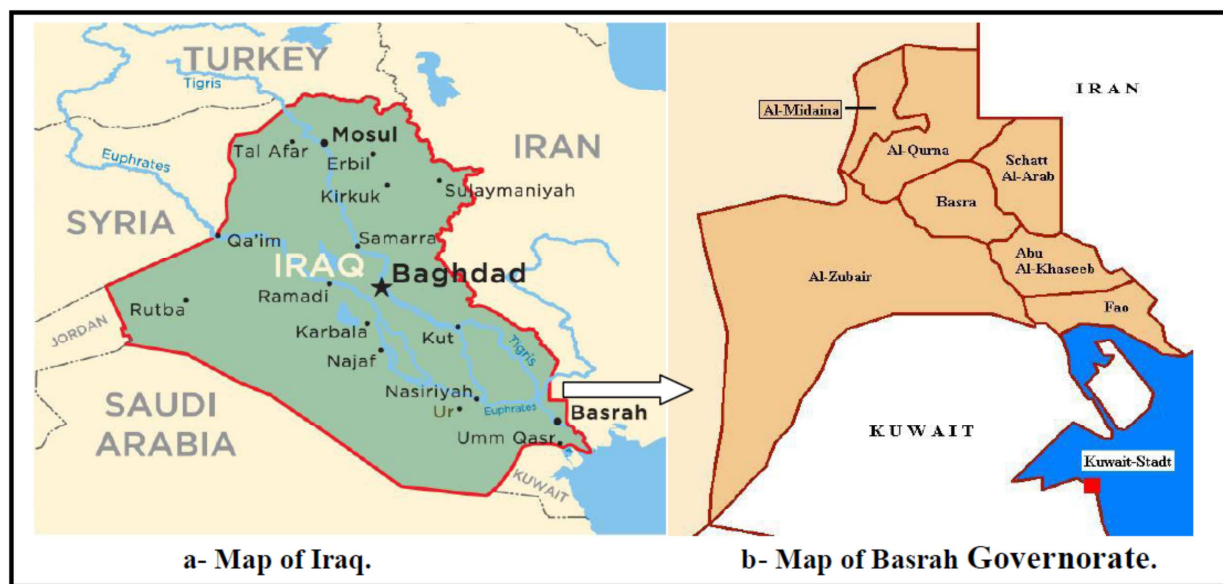 TURKEY
Tigris
Mosul
Tal Afar
Erbil
IRAN
Euphrates
Kirkuk
Sulaymaniyah
SYRIA
Qa'im
Samarra
IRAQ
Baghdad
Ramadi
Rutba
JORDAN
Karbala
Kut
Tigris
Najaf
Nasiriyah
SAUDI
ARABIA
Ur
Euphrates
Basrah
Umm Qasr
KUWAIT
a- Map of Iraq.
IRAN
Al-Midaina
Al-Qurna
Schatt
Al-Arab
Basra
Abu
Al-Khaseeb
Al-Zubair
Fao
KUWAIT
Kuwait-Stadt
b- Map of Basrah Governorate.